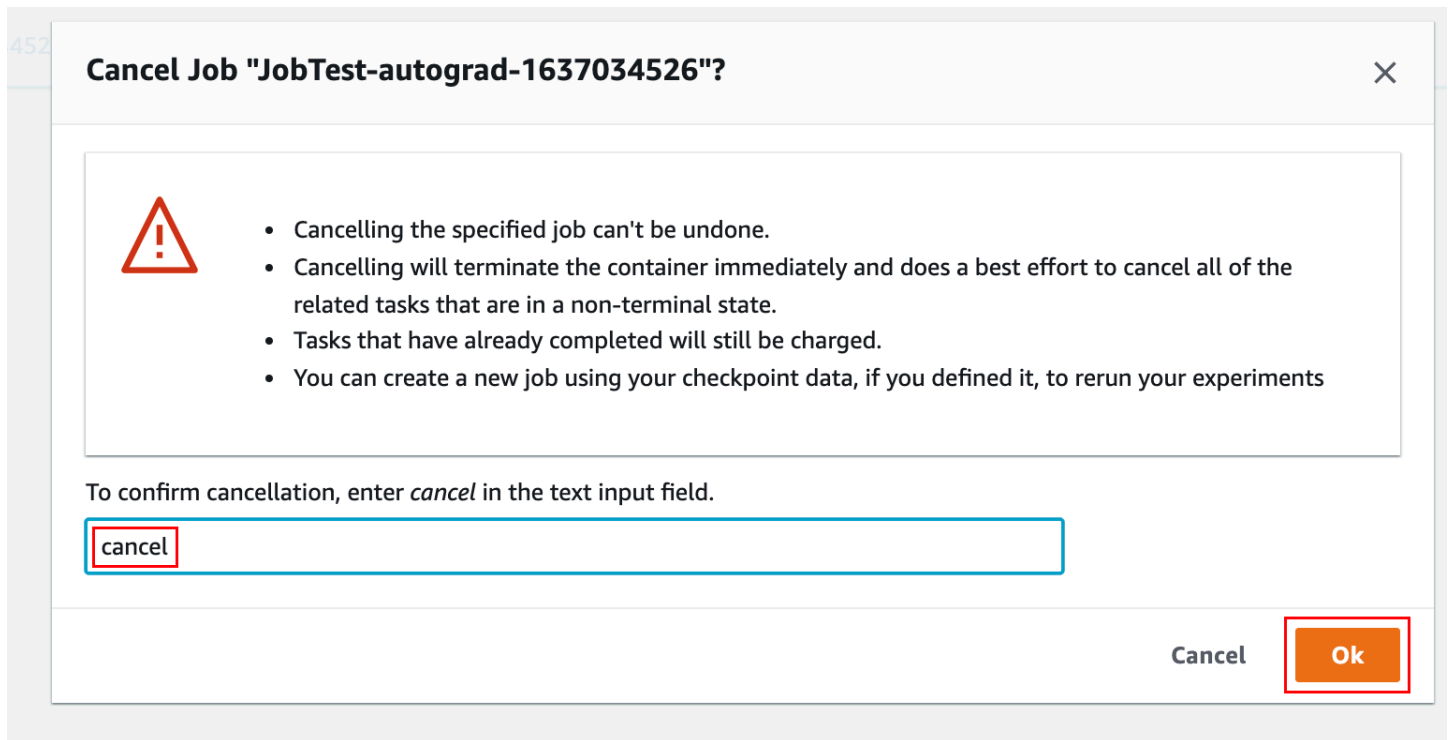 452
Cancel Job "JobTest-autograd-1637034526"?
• Cancelling the specified job can't be undone.
• Cancelling will terminate the container immediately and does a best effort to cancel all of the
related tasks that are in a non-terminal state.
• Tasks that have already completed will still be charged.
• You can create a new job using your checkpoint data, if you defined it, to rerun your experiments
To confirm cancellation, enter cancel in the text input field.
cancel
Cancel Ok